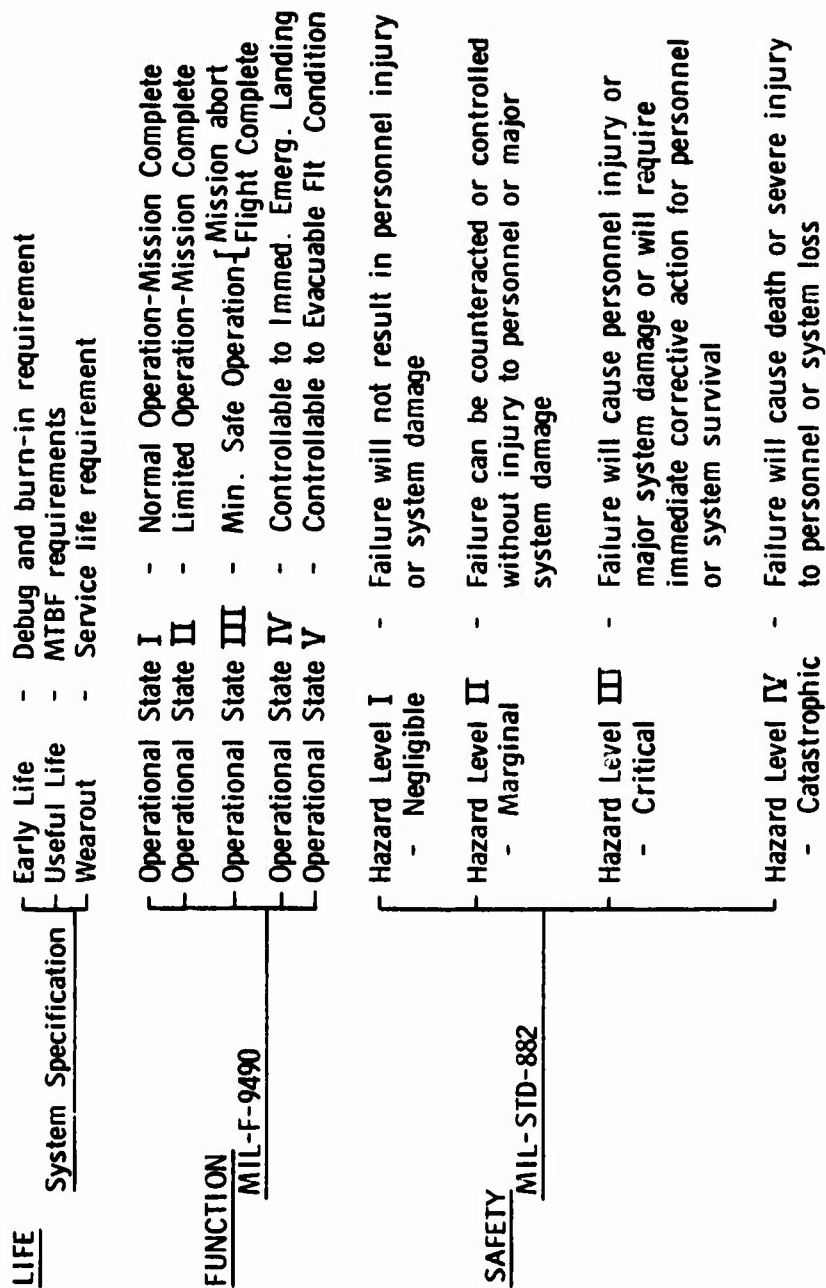 LIFE
System Specification
Early Life - Debug and burn-in requirement
Useful Life - MTBF requirements
Wearout - Service life requirement
FUNCTION
MIL-F-9490
Operational State I - Normal Operation-Mission Complete
Operational State II - Limited Operation-Mission Complete
Operational State III - Min. Safe Operation-[ Mission abort
Flight Complete
Operational State IV - Controllable to Immed. Emerg. Landing
Operational State V - Controllable to Evacuable Flt Condition
SAFETY
MIL-STD-882
Hazard Level I - Failure will not result in personnel injury
- Negligible or system damage
Hazard Level II - Failure can be counteracted or controlled
- Marginal without injury to personnel or major
system damage
Hazard Level III - Failure will cause personnel injury or
- Critical major system damage or will require
immediate corrective action for personnel
or system survival
Hazard Level IV - Failure will cause death or severe injury
- Catastrophic to personnel or system loss